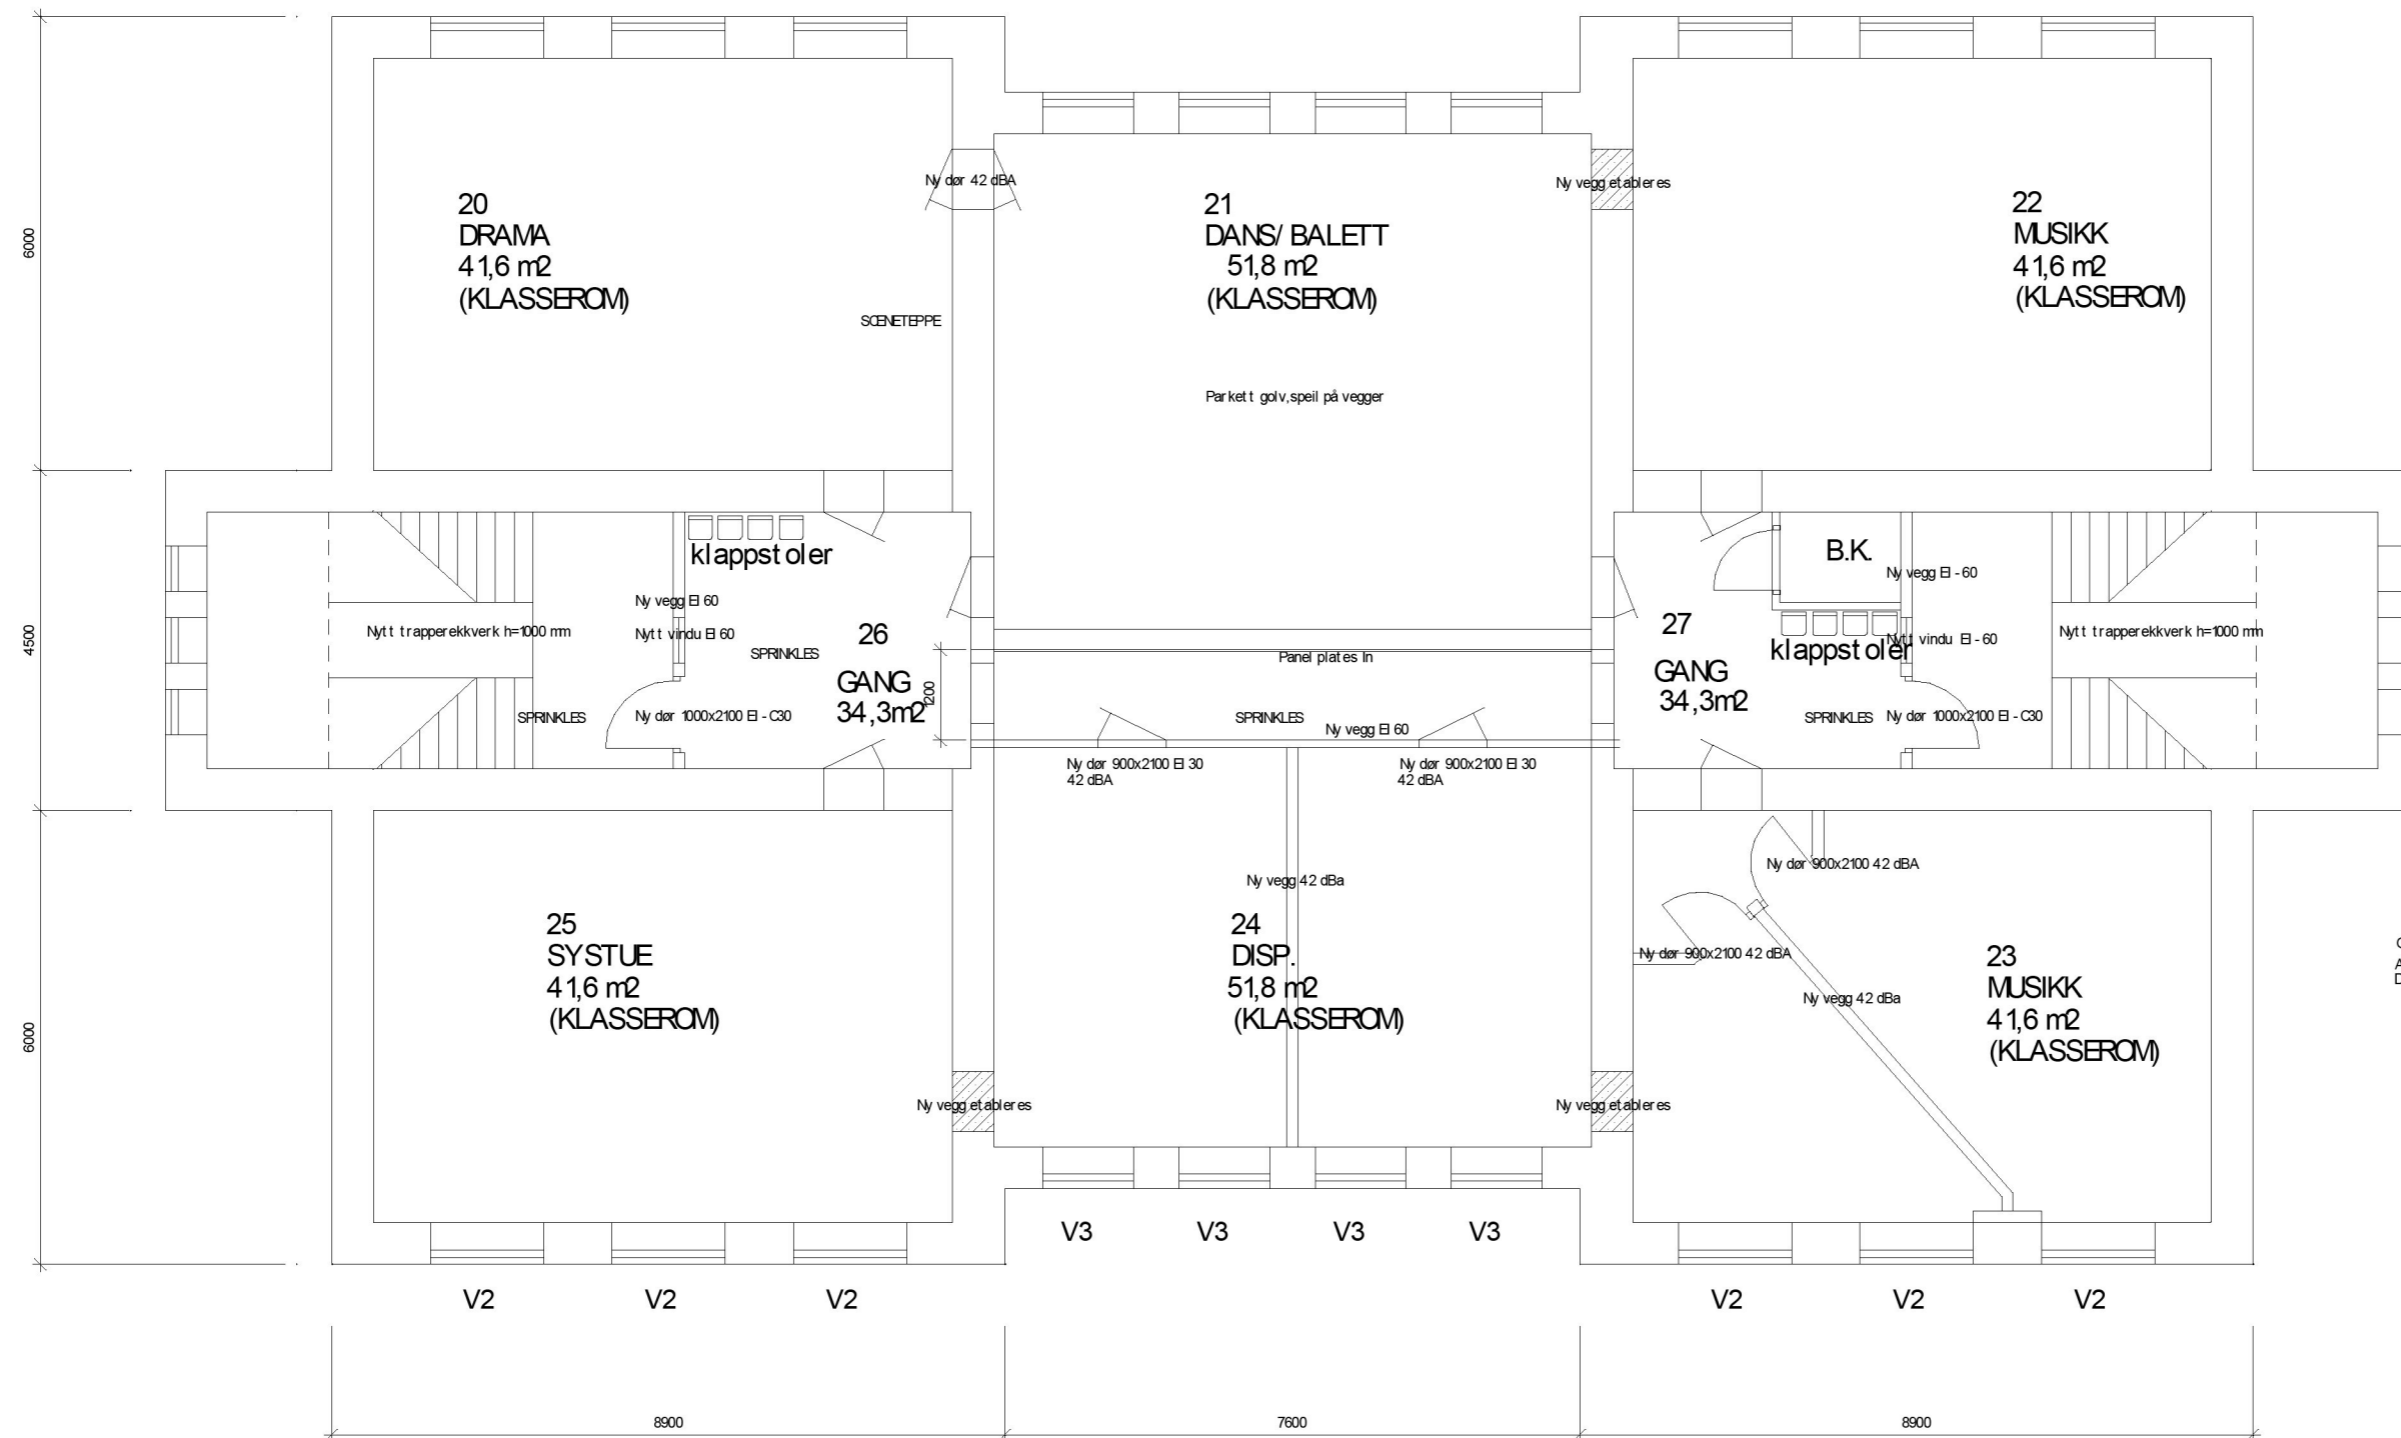 6000
4500
6000
20
DRAMA
41,6 m2
(KLASSEROM)
SCENETEPPE
Ny dør 42 dBA
21
DANS/ BALETT
51,8 m2
(KLASSEROM)
Parkett golv,speil på vegger
Ny vegg etableres
22
MUSIKK
41,6 m2
(KLASSEROM)
klappstoler
Ny vegg EI 60
Nytt vindu EI 60
Nytt trapperekkverk h=1000 mm
SPRINKLES
SPRINKLES
Ny dør 1000x2100 EI - C30
26
GANG
34,3m2
1200
Panel plates
SPRINKLES
Ny vegg EI 60
Ny dør 900x2100 EI 30
42 dBA
Ny dør 900x2100 EI 30
42 dBA
27
GANG
34,3m2
B.K.
klappstoler
Ny vegg EI - 60
Nytt vindu EI - 60
Nytt trapperekkverk h=1000 mm
SPRINKLES
Ny dør 1000x2100 EI - C30
25
SYSTUE
41,6 m2
(KLASSEROM)
Ny vegg etableres
Ny vegg 42 dBa
24
DISP.
51,8 m2
(KLASSEROM)
Ny vegg etableres
Ny dør 900x2100 42 dBA
Ny dør 900x2100 42 dBA
Ny vegg 42 dBa
23
MUSIKK
41,6 m2
(KLASSEROM)
V3
V3
V3
V3
V2
V2
V2
V2
V2
V2
8900
7600
8900